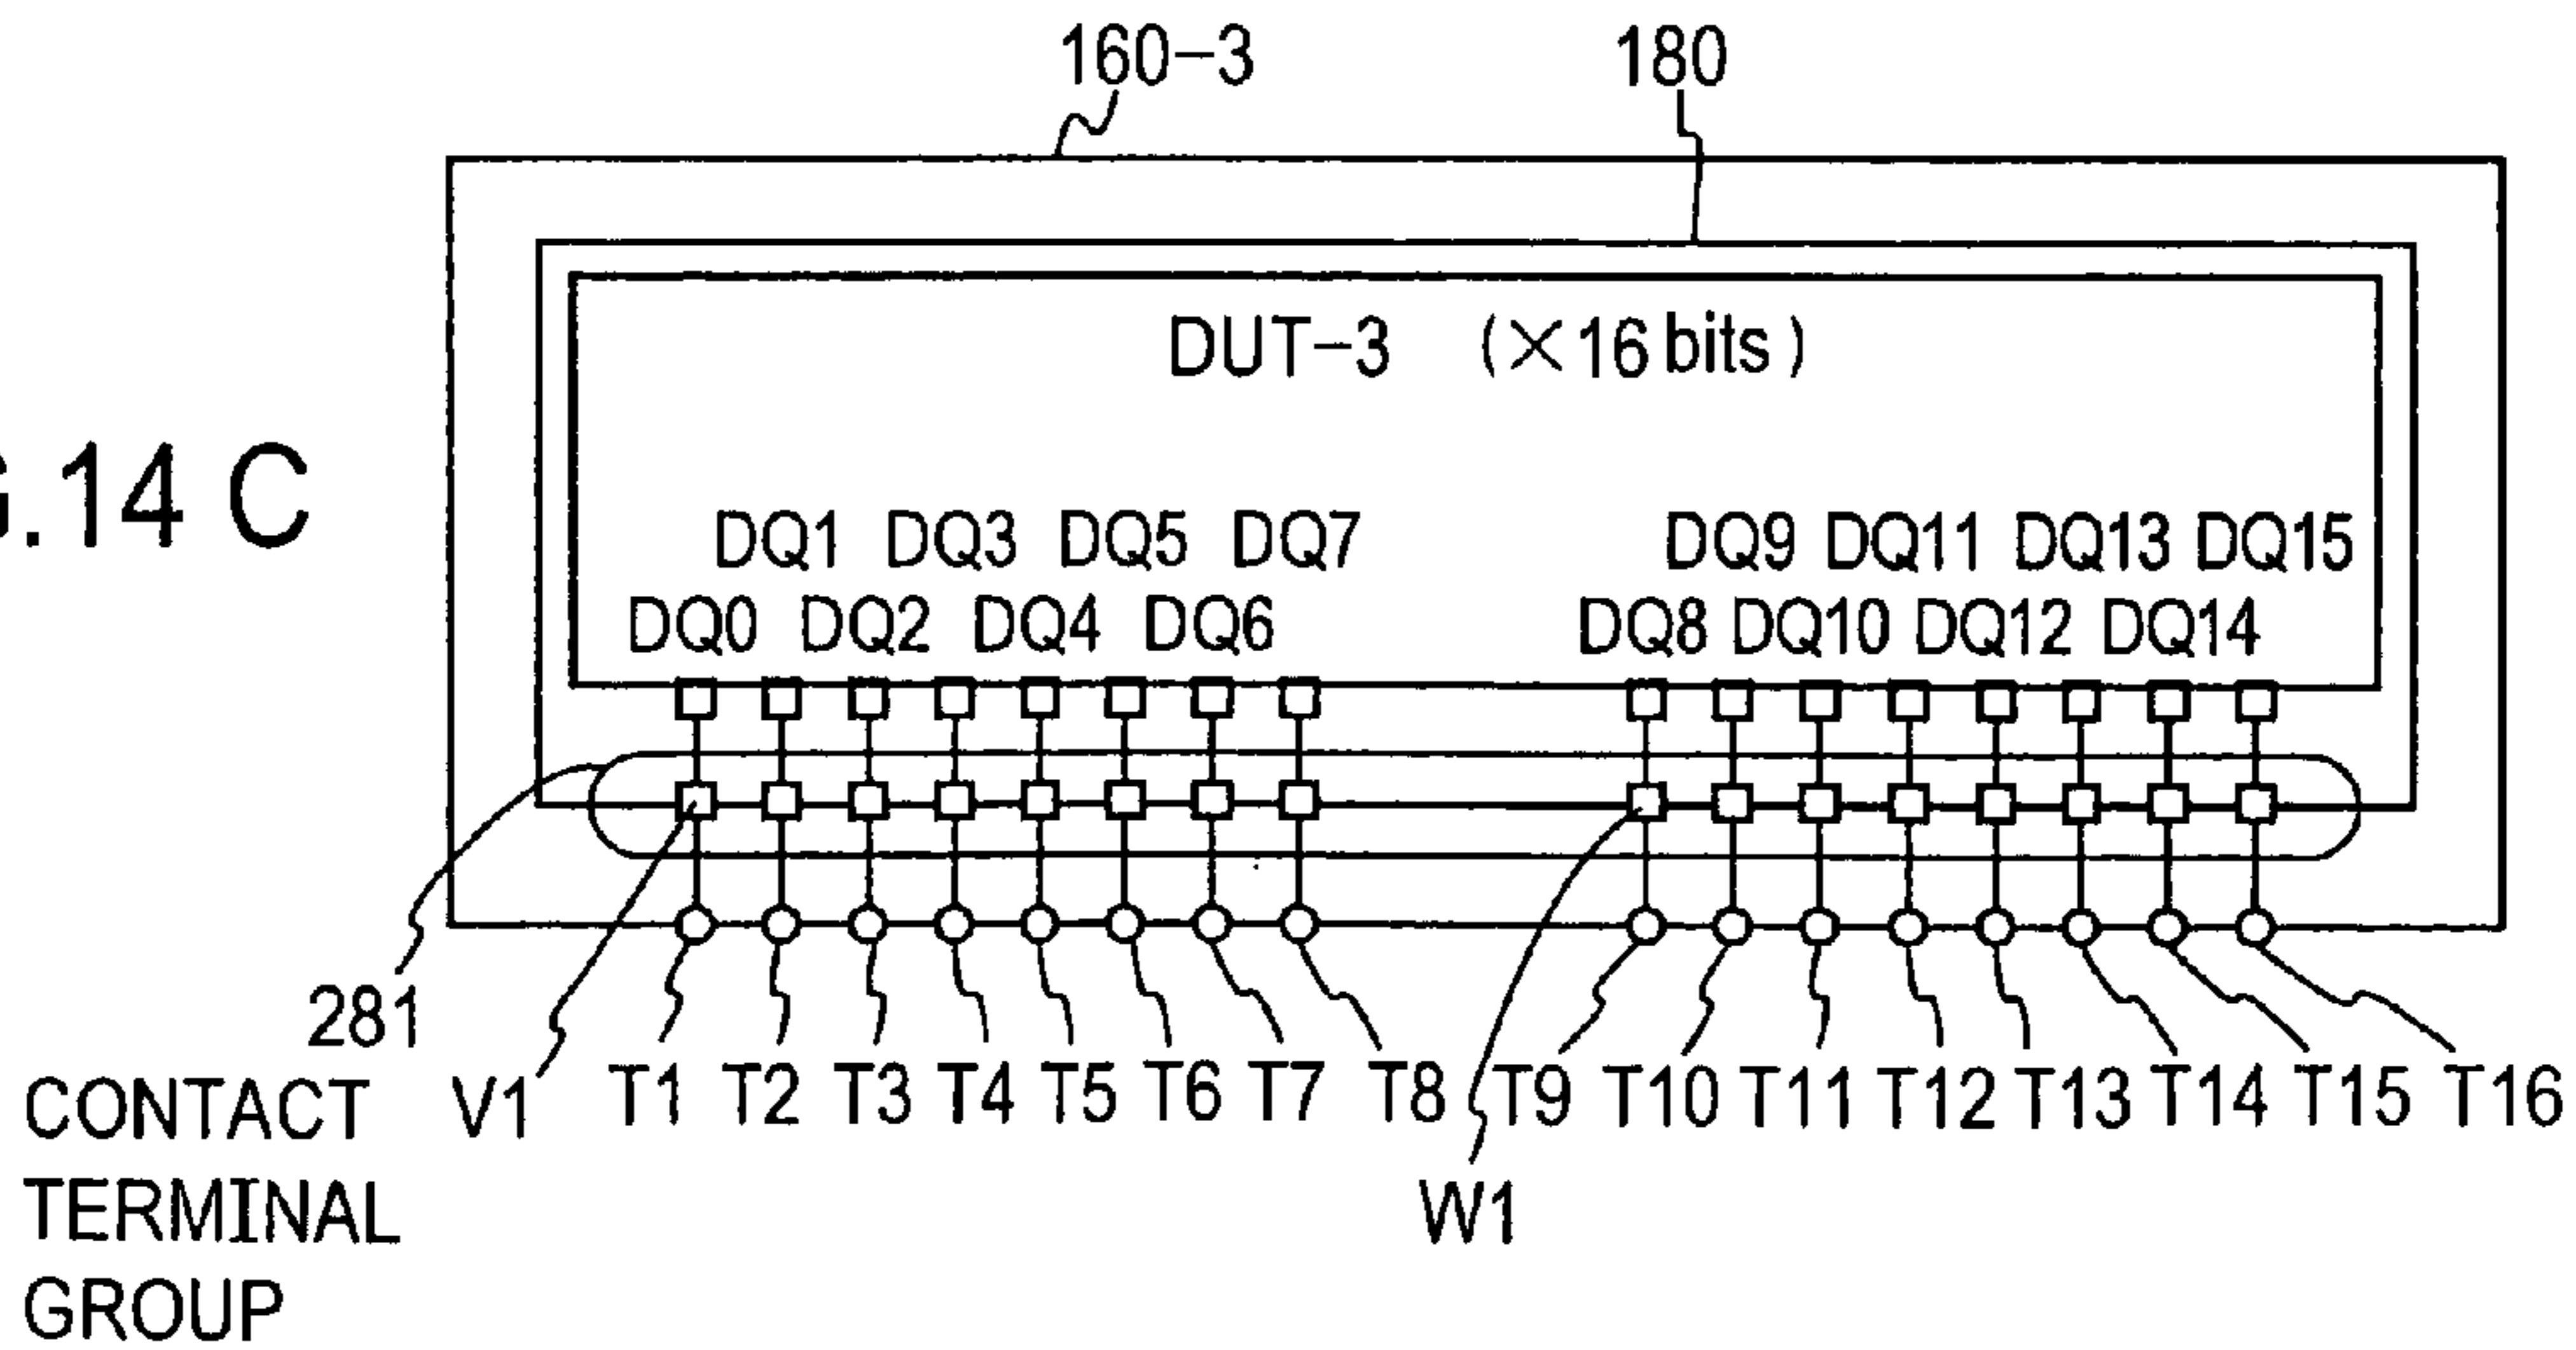 160-3 180
DUT-3 (×16 bits)
G.14 C
DQ1 DQ3 DQ5 DQ7 DQ9 DQ11 DQ13 DQ15
DQ0 DQ2 DQ4 DQ6 DQ8 DQ10 DQ12 DQ14
281
CONTACT
TERMINAL
GROUP
V1 T1 T2 T3 T4 T5 T6 T7 T8 T9 T10 T11 T12 T13 T14 T15 T16
W1